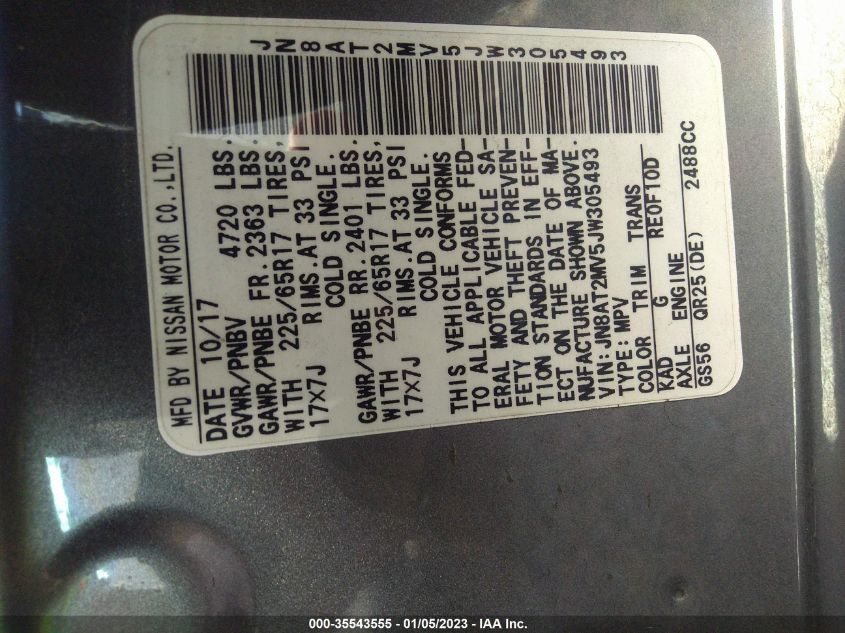 MFD BY NISSAN MOTOR CO.,LTD.
DATE 10/17
GVWR/PNBV 4720 LBS.
GAWR/PNBE FR.2363 LBS.
WITH 225/65R17 TIRES,
17X7J RIMS.AT 33 PSI
COLD SINGLE.
GAWR/PNBE RR.2401 LBS.
WITH 225/65R17 TIRES,
17X7J RIMS.AT 33 PSI
COLD SINGLE.
THIS VEHICLE CONFORMS
TO ALL APPLICABLE FED-
ERAL MOTOR VEHICLE SA-
FETY AND THEFT PREVEN-
TION STANDARDS IN EFF-
ECT ON THE DATE OF MA-
NUFACTURE SHOWN ABOVE.
VIN:JN8AT2MV5JW305493
TYPE:MPV
COLOR TRIM TRANS
KAD G RE0F10D
AXLE ENGINE
GS56 QR25(DE) 2488CC
JN8AT2MV5JW305493
000-35543555 - 01/05/2023 - IAA Inc.